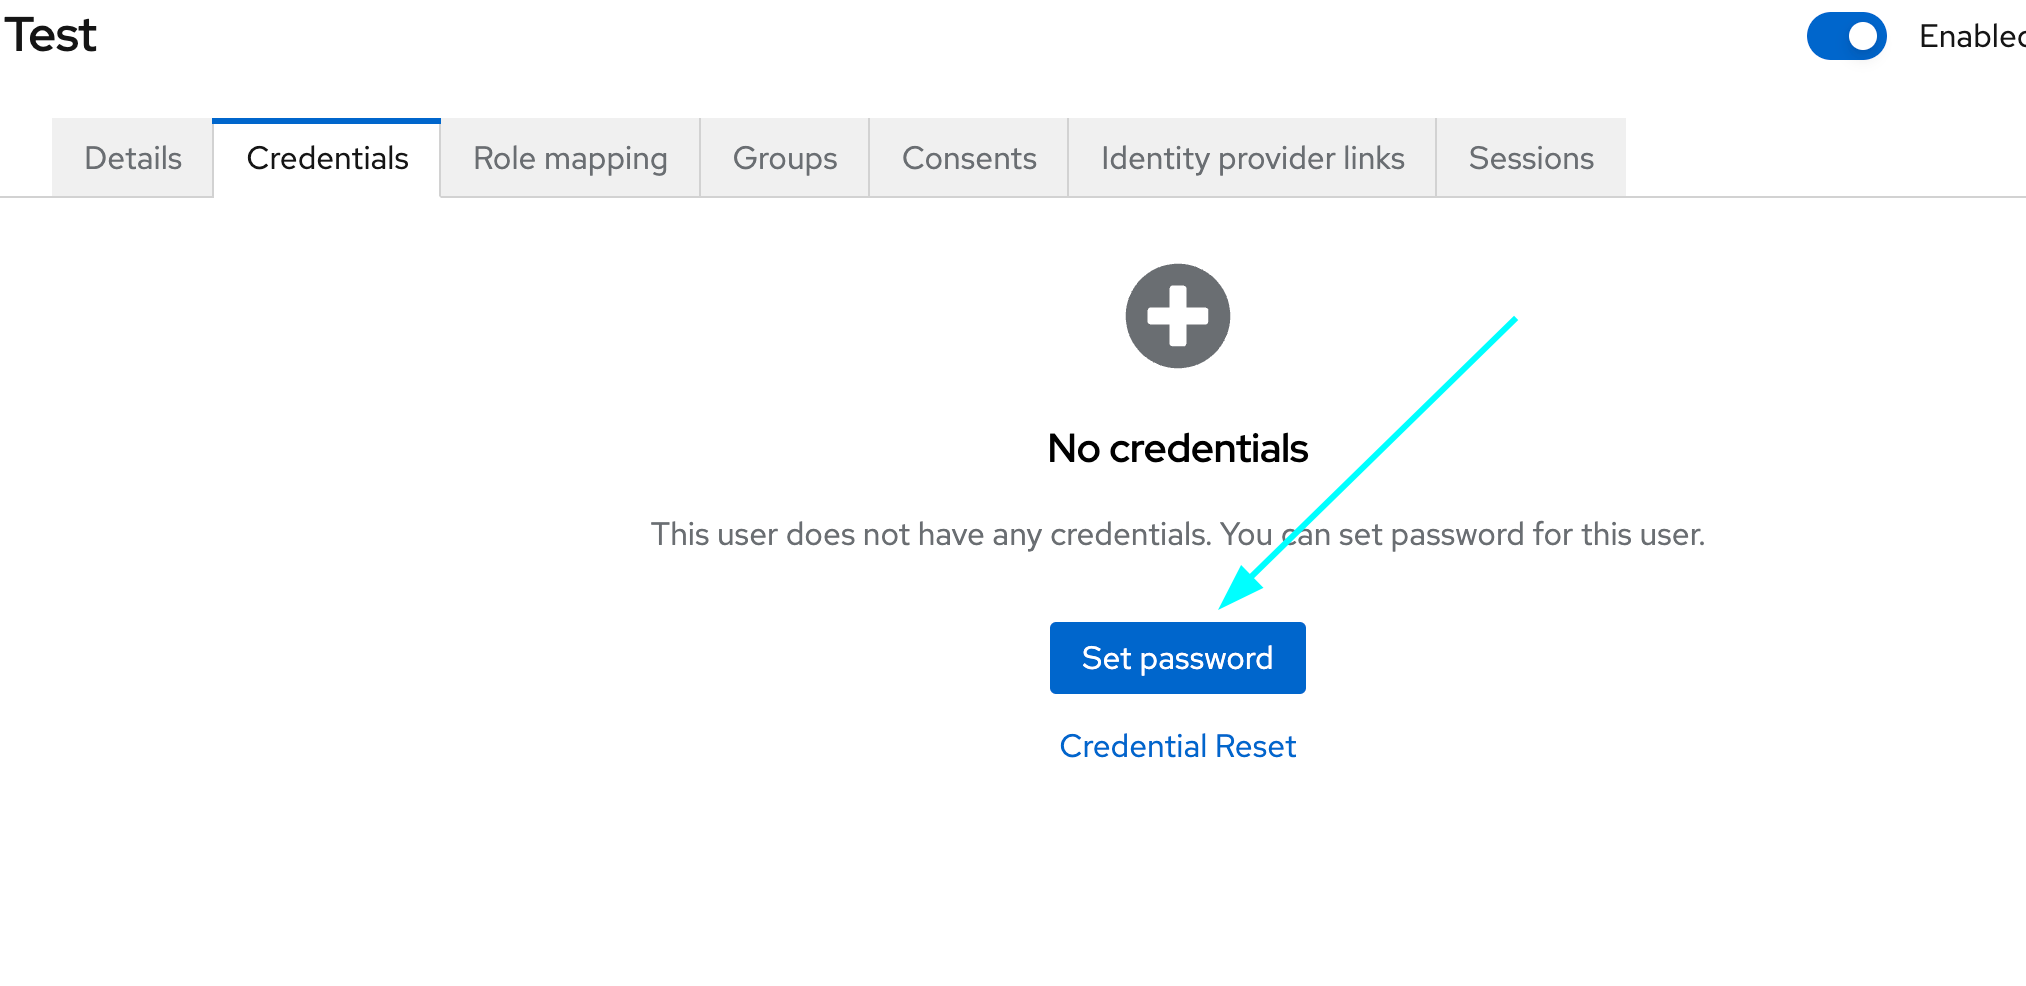 Test
Enabled
Details Credentials Role mapping Groups Consents Identity provider links Sessions
No credentials
This user does not have any credentials. You can set password for this user.
Set password
Credential Reset